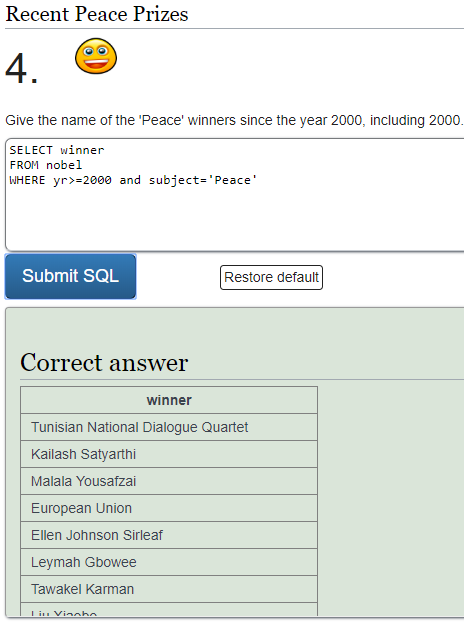 Recent Peace Prizes
4.
Give the name of the 'Peace' winners since the year 2000, including 2000.
SELECT winner
FROM nobel
WHERE yr>=2000 and subject='Peace'
Submit SQL
Restore default
Correct answer
winner
Tunisian National Dialogue Quartet
Kailash Satyarthi
Malala Yousafzai
European Union
Ellen Johnson Sirleaf
Leymah Gbowee
Tawakel Karman
Liu Xiaobo